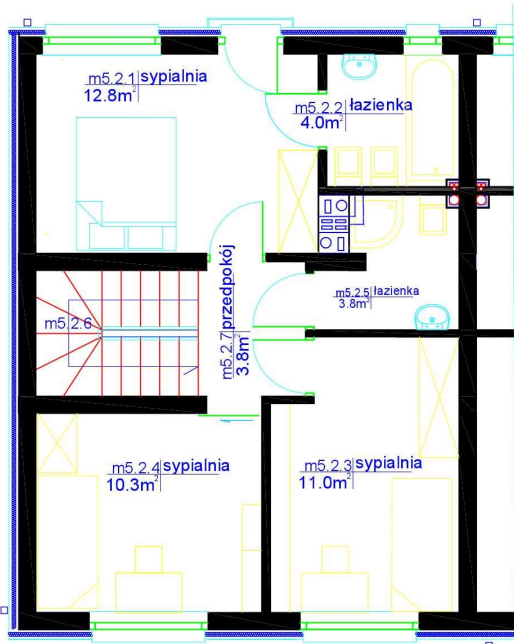 m5.2.1 sypialnia
12.8m²
m5.2.2 łazienka
4.0m²
m5.2.5 łazienka
3.8m²
m5.2.6
m5.2.7 przedpokój
3.8m²
m5.2.4 sypialnia
10.3m²
m5.2.3 sypialnia
11.0m²